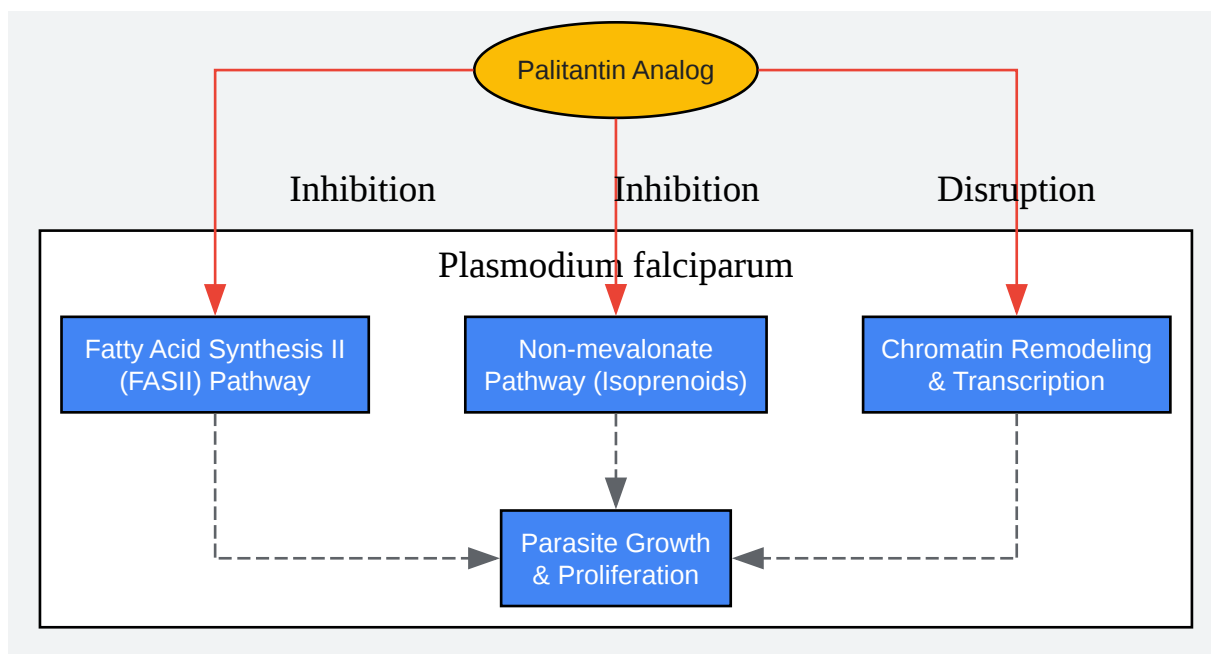 Palitantin Analog
Inhibition
Inhibition
Disruption
Plasmodium falciparum
Fatty Acid Synthesis II
(FASII) Pathway
Non-mevalonate
Pathway (Isoprenoids)
Chromatin Remodeling
& Transcription
Parasite Growth
& Proliferation